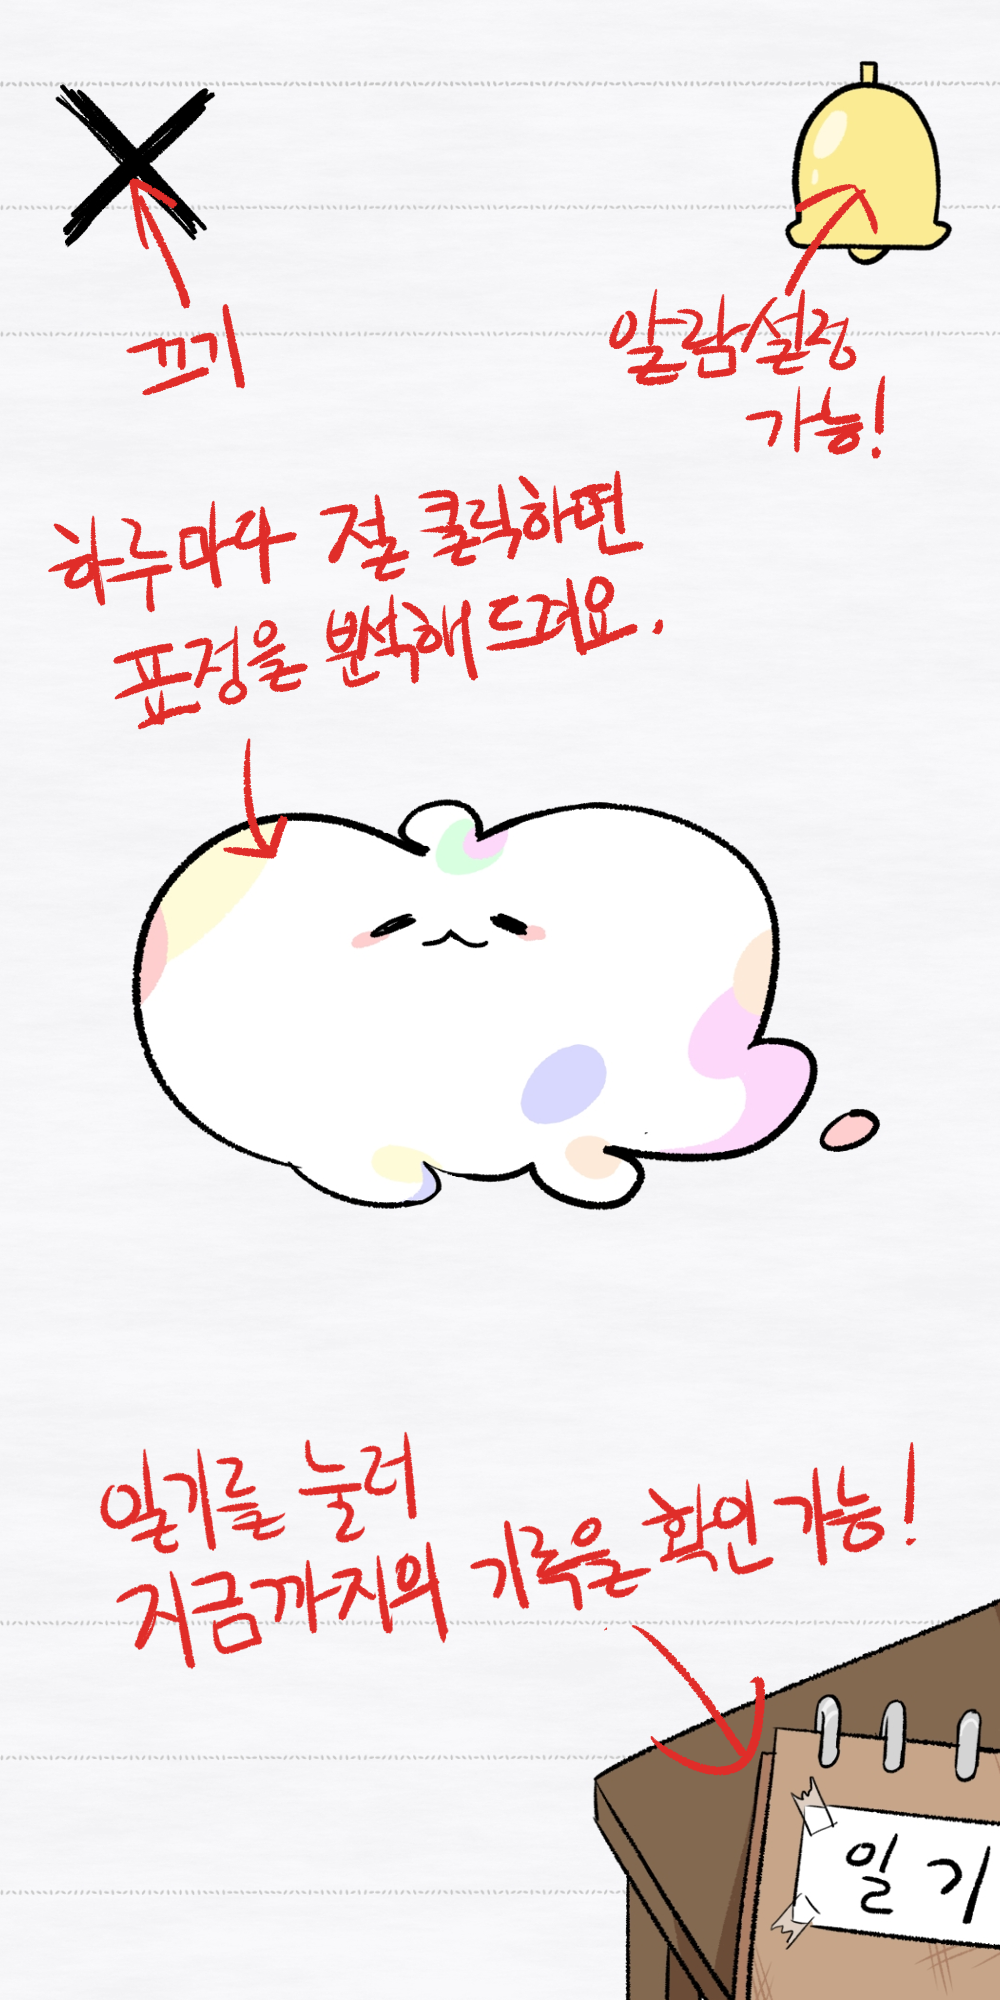 끄기
알람설정
가능!
하루마다 절 클릭하면
표정을 분석해드려요.
일기를 눌러
지금까지의 기록을 확인 가능!
일기